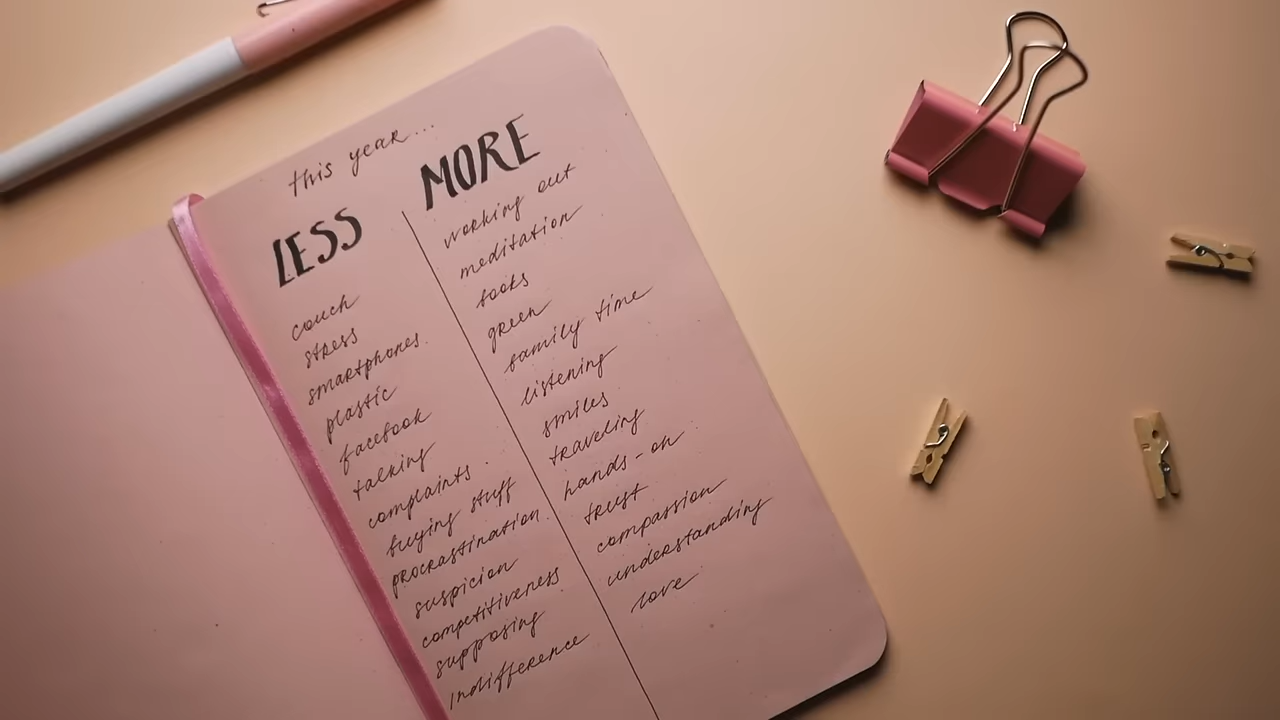 this year...
LESS
couch
stress
smartphones
plastic
facebook
talking
complaints
buying stuff
procrastination
suspicion
competitiveness
supposing
indifference
MORE
working out
meditation
books
green
family time
listening
smiles
traveling
hands-on
trust
compassion
understanding
love